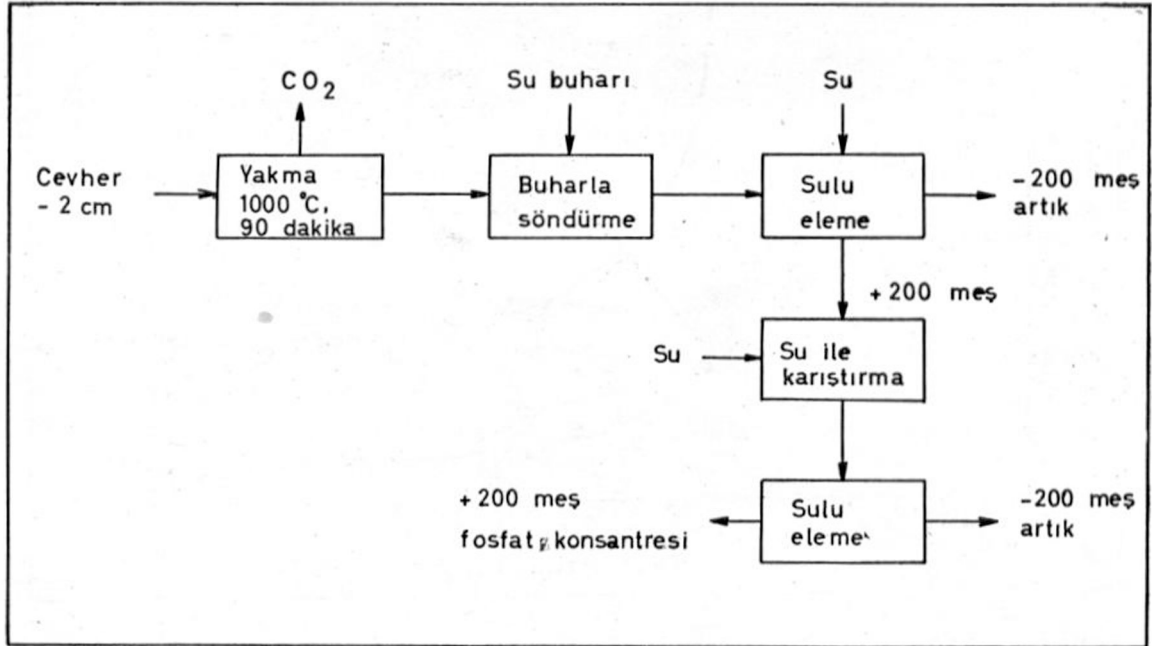 CO2
Su buharı
Su
Cevher
- 2 cm
Yakma
1000 °C,
90 dakika
Buharla
söndürme
Sulu
eleme
-200 meş
artık
+ 200 meş
Su
Su ile
karıştırma
+ 200 meş
fosfat konsantresi
Sulu
eleme
-200 meş
artık